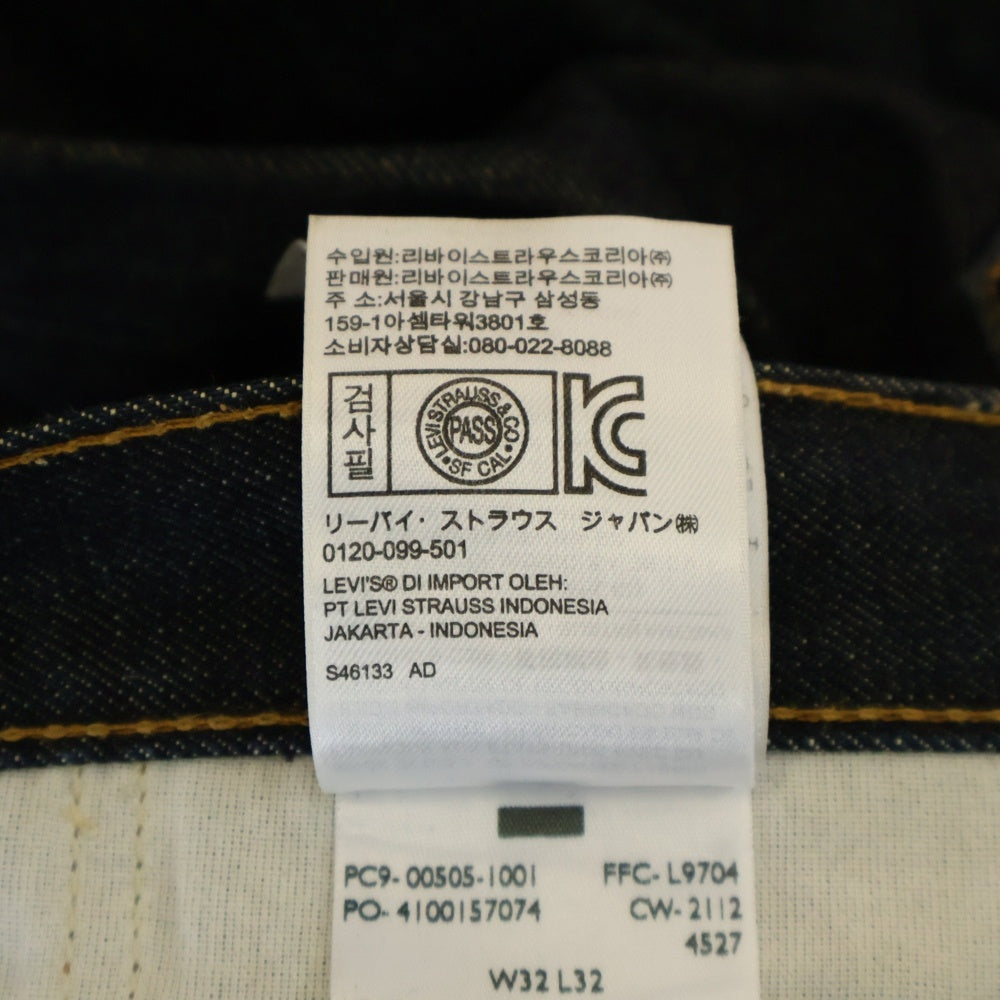 수입원:리바이스트라우스코리아㈜
판매원:리바이스트라우스코리아㈜
주 소:서울시 강남구 삼성동
159-1아셈타워3801호
소비자상담실:080-022-8088
검사필
LEVI STRAUSS & CO
PASS
SF CAL
KC
リーバイ・ストラウス ジャパン㈱
0120-099-501
LEVI'S® DI IMPORT OLEH:
PT LEVI STRAUSS INDONESIA
JAKARTA - INDONESIA
S46133 AD
PC9-00505-1001 FFC-L9704
PO-4100157074 CW-2112
4527
W32 L32